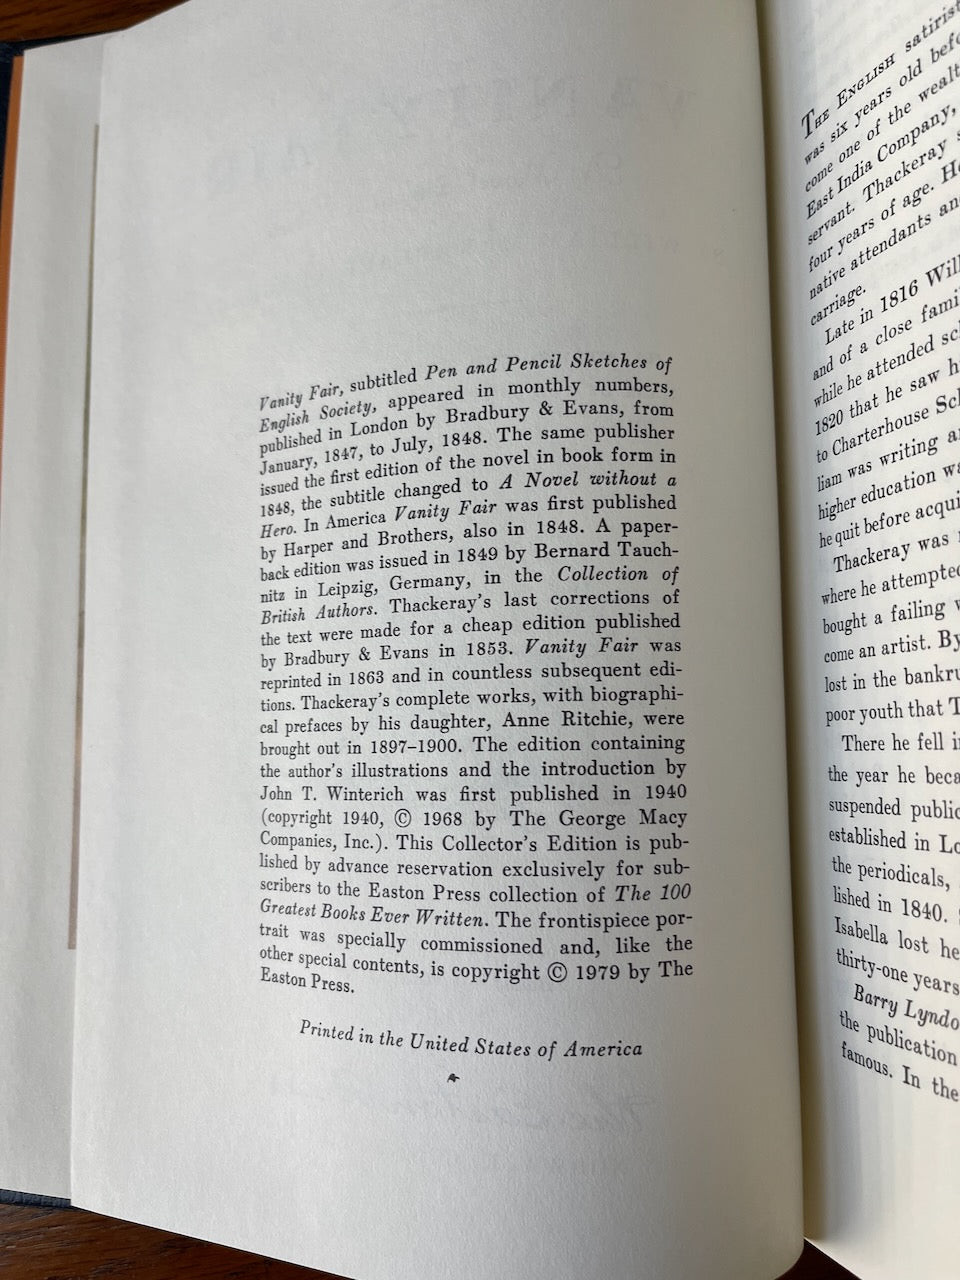 Vanity Fair, subtitled Pen and Pencil Sketches of
English Society, appeared in monthly numbers,
published in London by Bradbury & Evans, from
January, 1847, to July, 1848. The same publisher
issued the first edition of the novel in book form in
1848, the subtitle changed to A Novel without a
Hero. In America Vanity Fair was first published
by Harper and Brothers, also in 1848. A paper-
back edition was issued in 1849 by Bernard Tauch-
nitz in Leipzig, Germany, in the Collection of
British Authors. Thackeray's last corrections of
the text were made for a cheap edition published
by Bradbury & Evans in 1853. Vanity Fair was
reprinted in 1863 and in countless subsequent edi-
tions. Thackeray's complete works, with biographi-
cal prefaces by his daughter, Anne Ritchie, were
brought out in 1897–1900. The edition containing
the author's illustrations and the introduction by
John T. Winterich was first published in 1940
(copyright 1940, © 1968 by The George Macy
Companies, Inc.). This Collector's Edition is pub-
lished by advance reservation exclusively for sub-
scribers to the Easton Press collection of The 100
Greatest Books Ever Written. The frontispiece por-
trait was specially commissioned and, like the
other special contents, is copyright © 1979 by The
Easton Press.
Printed in the United States of America
THE ENGLISH satirist
was six years old
come one of the
East India Company,
servant. Thackeray
four years of age.
native attendants
carriage.
Late in 1816
and of a close
while he attended
1820 that he saw
to Charterhouse
liam was writing
higher education
he quit before
Thackeray was
where he attempted
bought a failing
come an artist. By
lost in the
poor youth that
There he fell
the year he
suspended
established in
the periodicals,
lished in 1840.
Isabella lost
thirty-one years
Barry
the publication
famous. In the